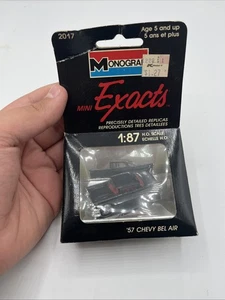 2017
Age 5 and up
5 ans et plus
MONOGRAM
MINI Exacts
PRECISELY DETAILED REPLICAS
REPRODUCTIONS TRES DETAILLEES
1:87 H.O. SCALE
ECHELLE H.O.
'57 CHEVY BEL AIR